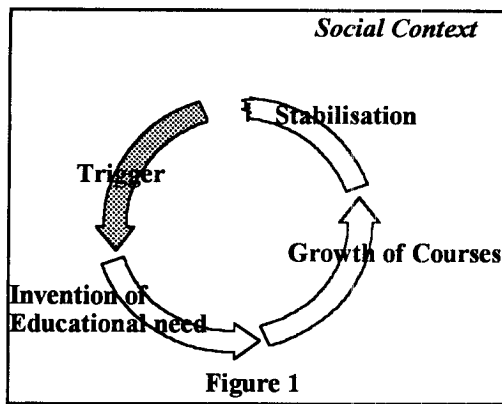 Social Context
Stabilisation
Trigger
Growth of Courses
Invention of
Educational need
Figure 1